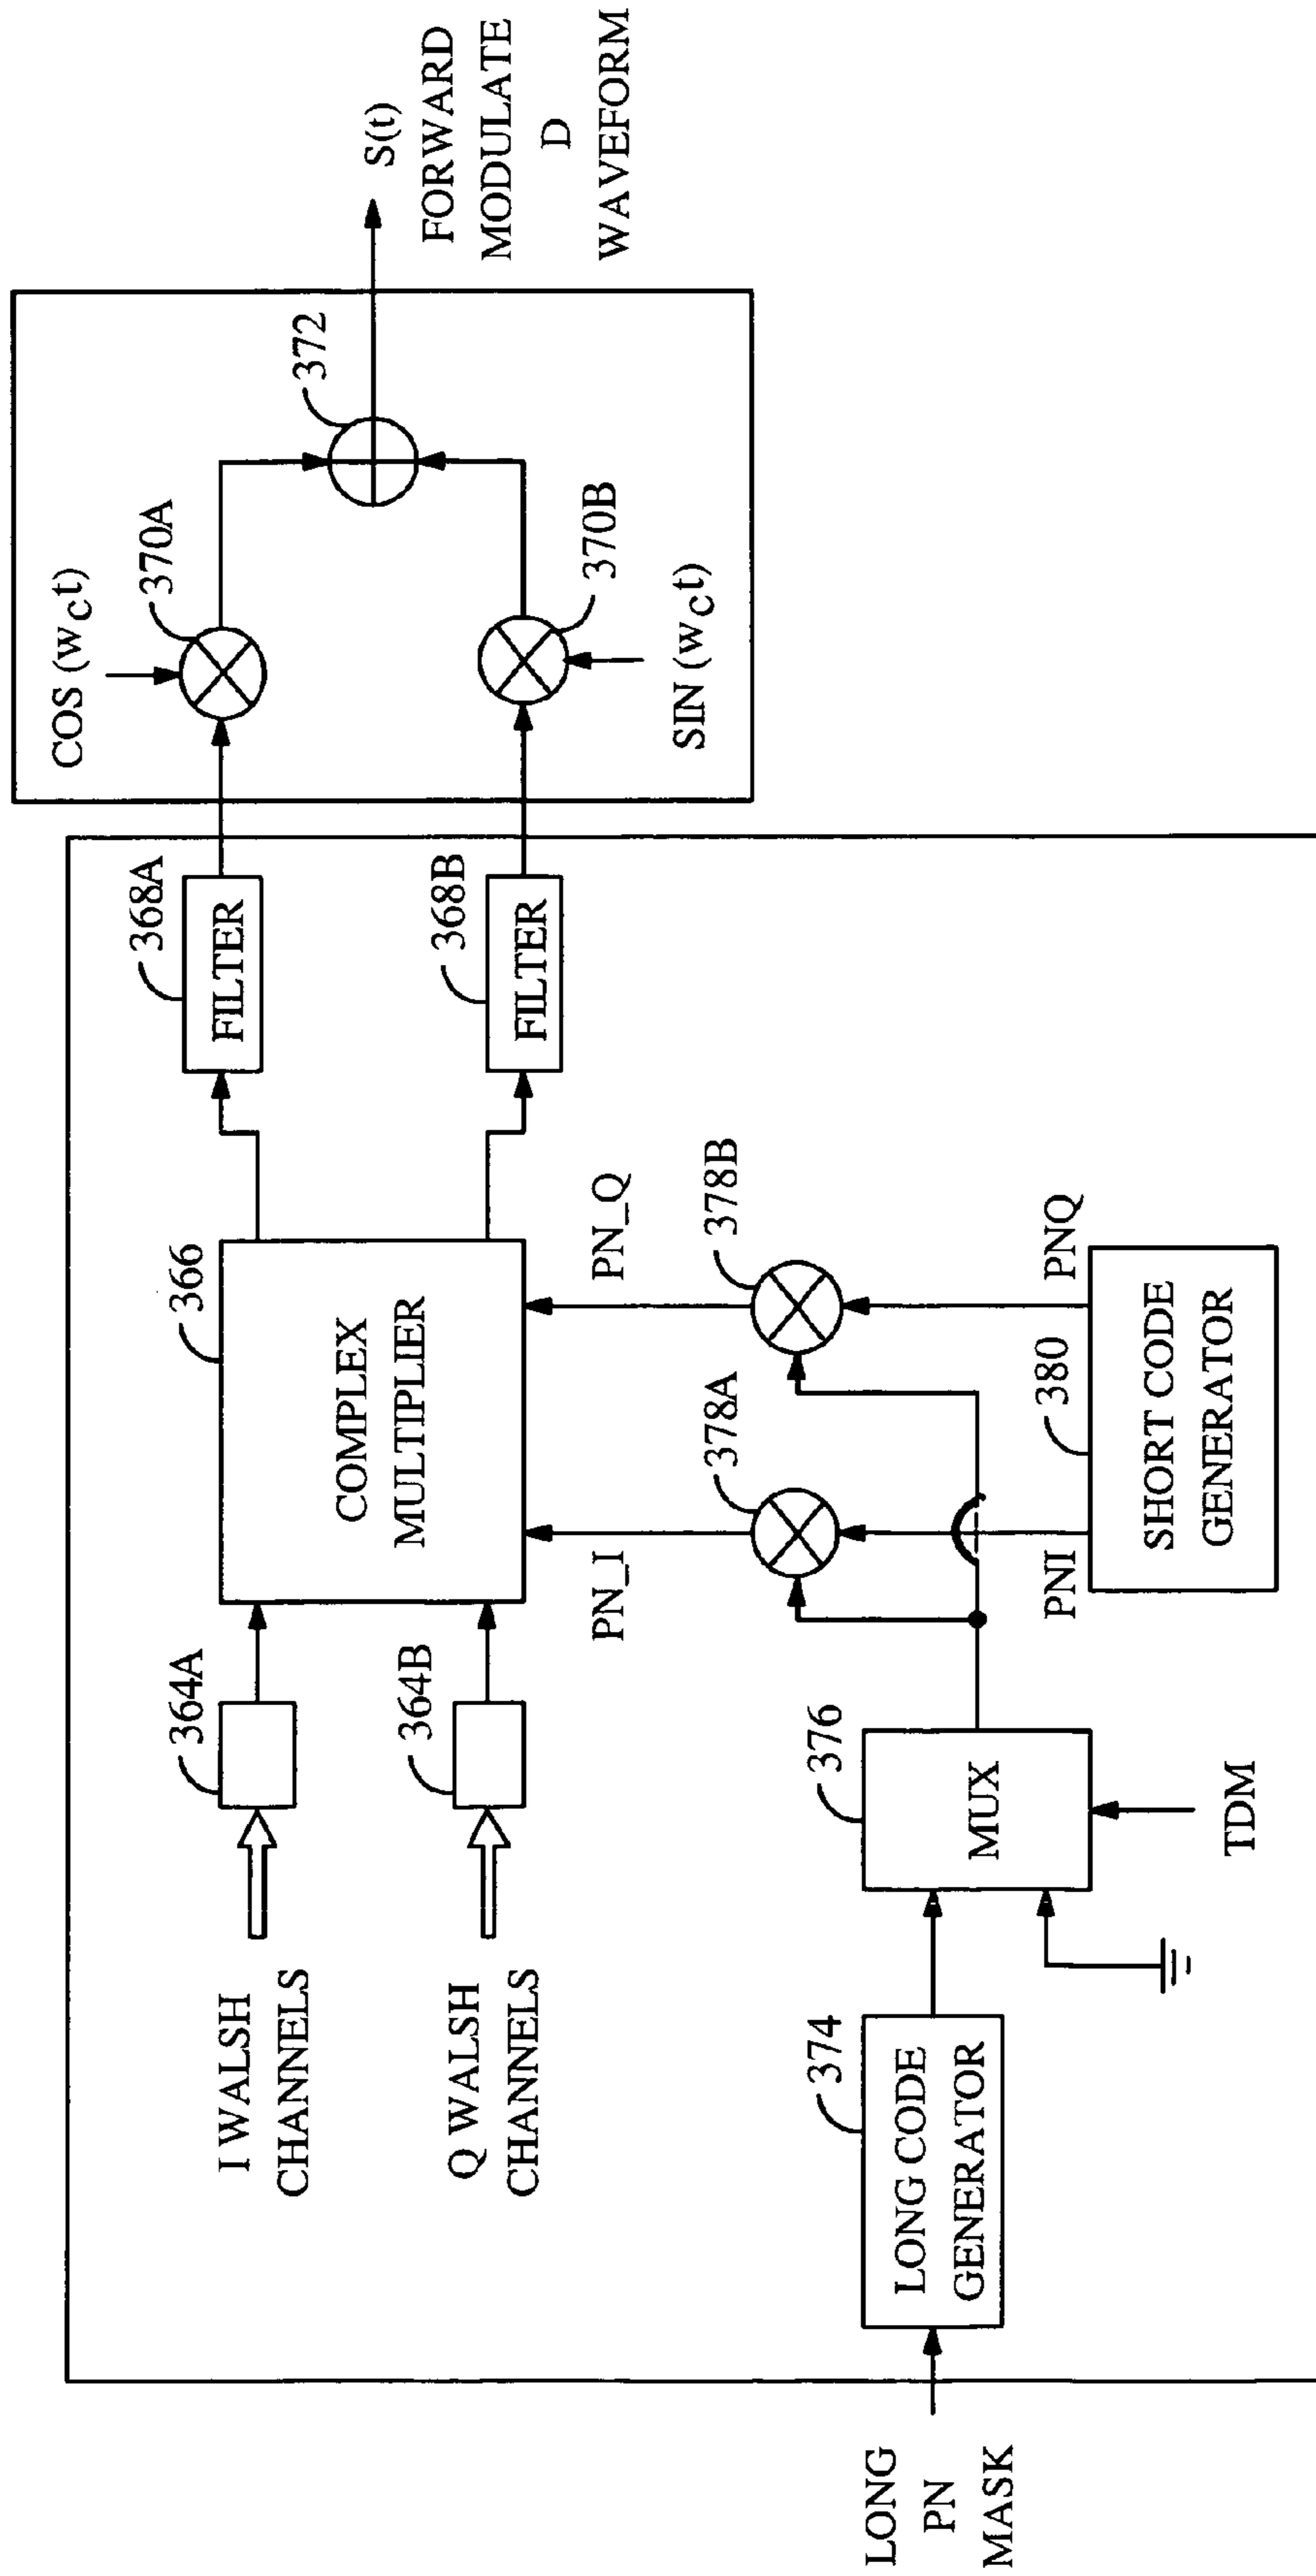 I WALSH
CHANNELS
364A
Q WALSH
CHANNELS
364B
COMPLEX
MULTIPLIER
366
FILTER
368A
FILTER
368B
COS (wct)
370A
SIN (wct)
370B
372
S(t)
FORWARD
MODULATE
D
WAVEFORM
PN_I
PN_Q
378A
378B
LONG
PN
MASK
LONG CODE
GENERATOR
374
MUX
376
TDM
PNI
PNQ
SHORT CODE
GENERATOR
380